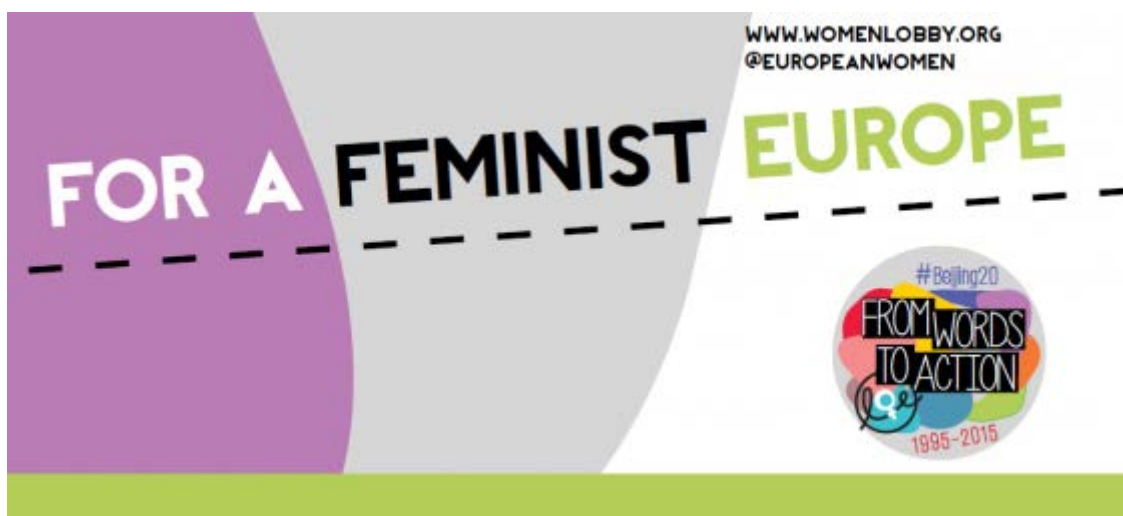 WWW.WOMENLOBBY.ORG
@EUROPEANWOMEN
FOR A FEMINIST EUROPE
#Beijing20
FROM WORDS
TO ACTION
1995-2015